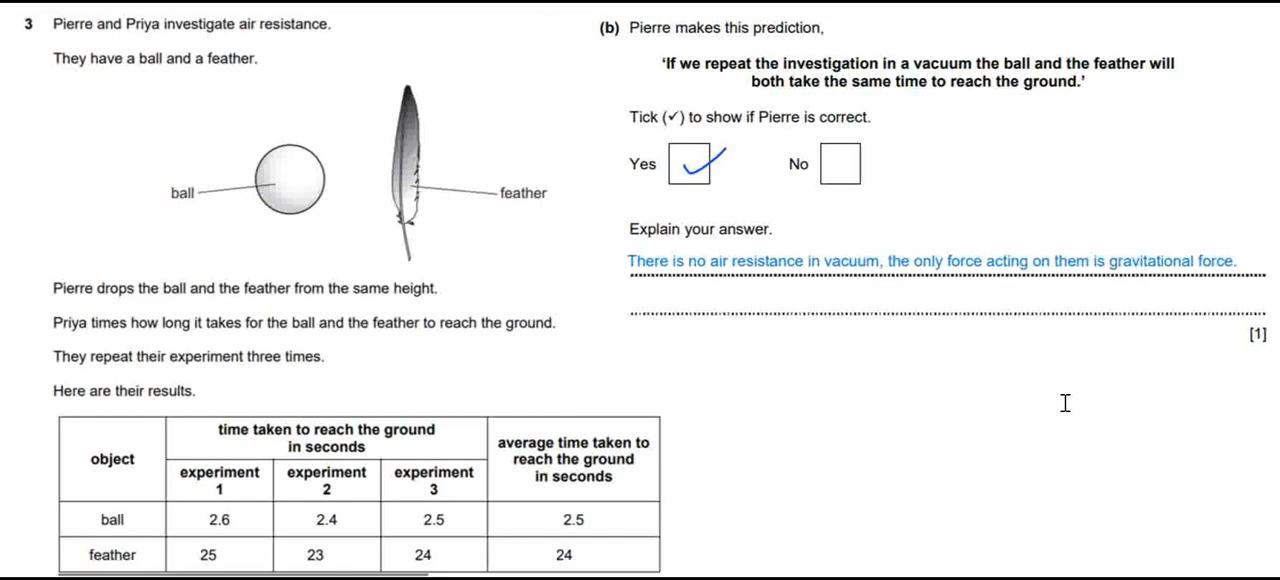 3 Pierre and Priya investigate air resistance.
They have a ball and a feather.
ball
feather
Pierre drops the ball and the feather from the same height.
Priya times how long it takes for the ball and the feather to reach the ground.
They repeat their experiment three times.
Here are their results.
object
time taken to reach the ground
in seconds
average time taken to
reach the ground
in seconds
experiment
1
experiment
2
experiment
3
ball 2.6 2.4 2.5 2.5
feather 25 23 24 24
(b) Pierre makes this prediction,
‘If we repeat the investigation in a vacuum the ball and the feather will
both take the same time to reach the ground.’
Tick (✓) to show if Pierre is correct.
Yes ✓ No
Explain your answer.
There is no air resistance in vacuum, the only force acting on them is gravitational force.
[1]